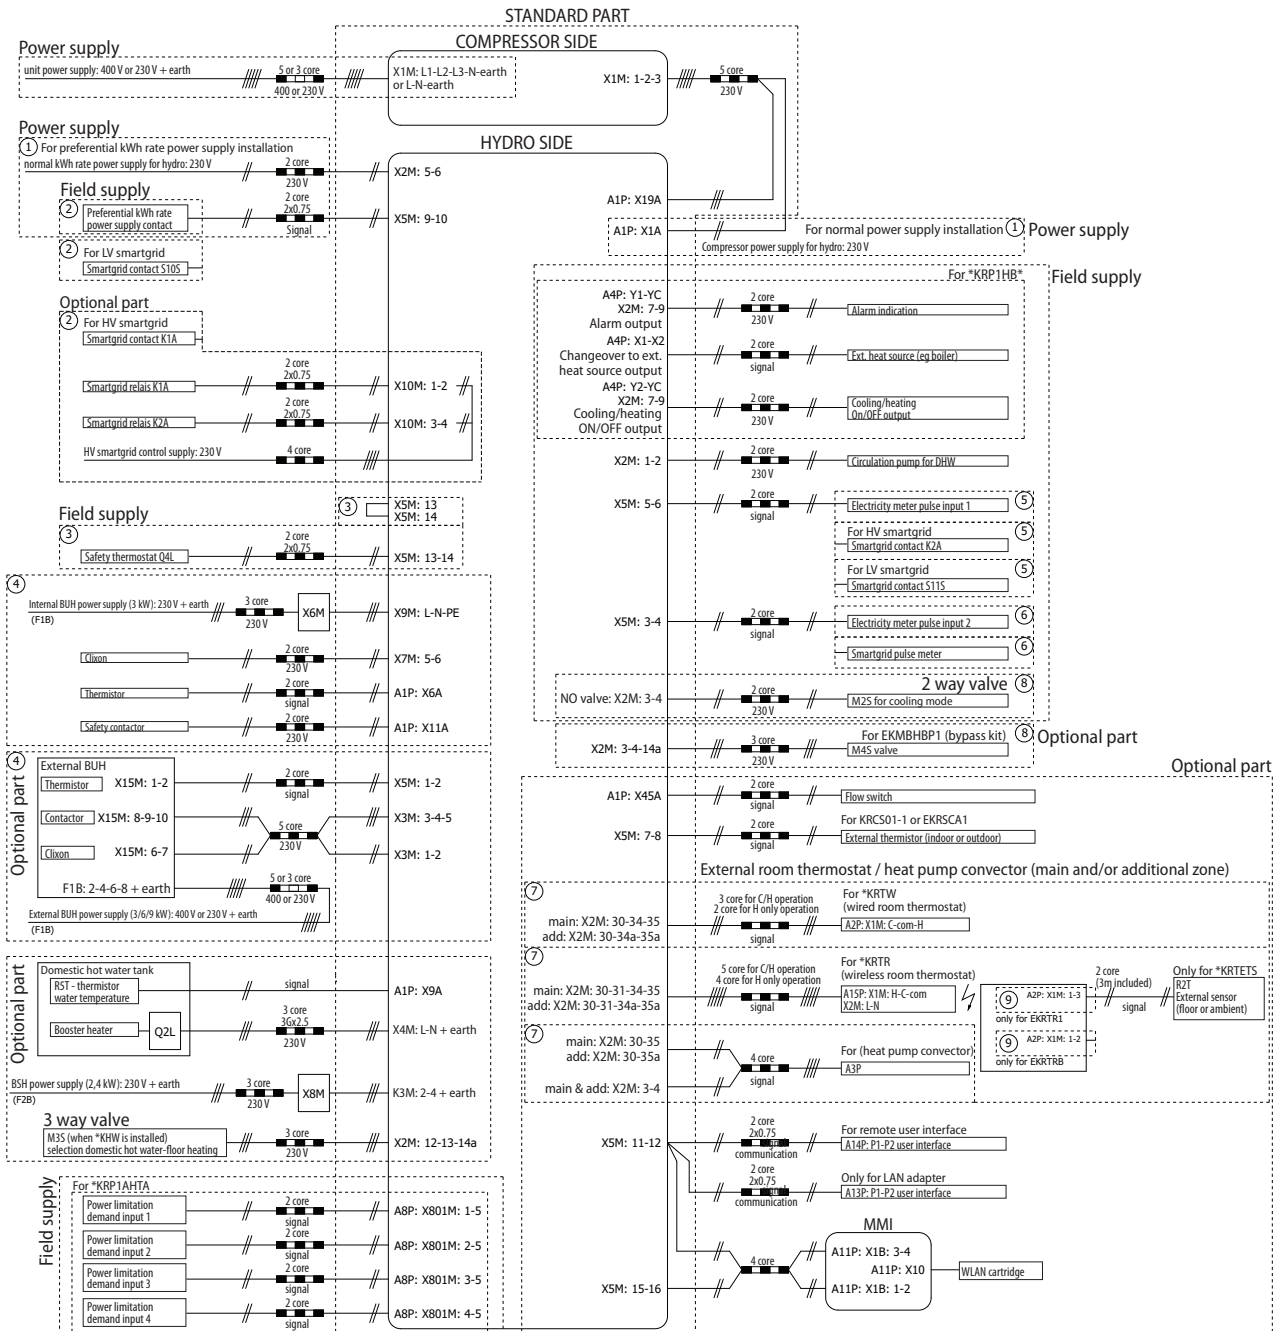 STANDARD PART
COMPRESSOR SIDE
Power supply
unit power supply: 400 V or 230 V + earth
5 or 3 core
400 or 230 V
X1M: L1-L2-L3-N-earth
or L-N-earth
X1M: 1-2-3
5 core
230 V
Power supply
① For preferential kWh rate power supply installation
normal kWh rate power supply for hydro: 230 V
2 core
230 V
HYDRO SIDE
X2M: 5-6
Field supply
②
Preferential kWh rate
power supply contact
2 core
2x0.75
Signal
X5M: 9-10
② For LV smartgrid
Smartgrid contact S10S
A1P: X19A
A1P: X1A
For normal power supply installation ① Power supply
Compressor power supply for hydro: 230 V
Optional part
② For HV smartgrid
Smartgrid contact K1A
Smartgrid relais K1A
2 core
2x0.75
X10M: 1-2
Smartgrid relais K2A
2 core
2x0.75
X10M: 3-4
HV smartgrid control supply: 230 V
4 core
For *KRP1HB*
Field supply
A4P: Y1-YC
X2M: 7-9
Alarm output
2 core
230 V
Alarm indication
A4P: X1-X2
Changeover to ext.
heat source output
2 core
signal
Ext. heat source (eg boiler)
A4P: Y2-YC
X2M: 7-9
Cooling/heating
ON/OFF output
2 core
230 V
Cooling/heating
On/OFF output
X2M: 1-2
2 core
230 V
Circulation pump for DHW
③
X5M: 13
X5M: 14
Field supply
③
Safety thermostat Q4L
2 core
2x0.75
X5M: 13-14
X5M: 5-6
2 core
signal
Electricity meter pulse input 1
⑤
For HV smartgrid
Smartgrid contact K2A
⑤
For LV smartgrid
Smartgrid contact S11S
⑤
X5M: 3-4
2 core
signal
Electricity meter pulse input 2
⑥
Smartgrid pulse meter
⑥
④
Internal BUH power supply (3 kW): 230 V + earth
(F1B)
3 core
230 V
X6M
X9M: L-N-PE
Clixon
2 core
230 V
X7M: 5-6
Thermistor
2 core
signal
A1P: X6A
Safety contactor
2 core
230 V
A1P: X11A
2 way valve ⑧
NO valve: X2M: 3-4
2 core
230 V
M2S for cooling mode
For EKMBHBP1 (bypass kit) ⑧ Optional part
X2M: 3-4-14a
3 core
230 V
M4S valve
④
Optional part
External BUH
Thermistor
X15M: 1-2
2 core
signal
X5M: 1-2
Contactor
X15M: 8-9-10
5 core
230 V
X3M: 3-4-5
Clixon
X15M: 6-7
X3M: 1-2
F1B: 2-4-6-8 + earth
5 or 3 core
400 or 230 V
External BUH power supply (3/6/9 kW): 400 V or 230 V + earth
(F1B)
Optional part
A1P: X45A
2 core
signal
Flow switch
For KRCS01-1 or EKRSCA1
X5M: 7-8
2 core
signal
External thermistor (indoor or outdoor)
External room thermostat / heat pump convector (main and/or additional zone)
⑦
main: X2M: 30-34-35
add: X2M: 30-34a-35a
3 core for C/H operation
2 core for H only operation
signal
For *KRTW
(wired room thermostat)
A2P: X1M: C-com-H
⑦
main: X2M: 30-31-34-35
add: X2M: 30-31-34a-35a
5 core for C/H operation
4 core for H only operation
signal
For *KRTR
(wireless room thermostat)
A15P: X1M: H-C-com
X2M: L-N
⑨
A2P: X1M: 1-3
only for EKRTR1
⑨
A2P: X1M: 1-2
only for EKRTRB
2 core
(3m included)
signal
Only for *KRTETS
R2T
External sensor
(floor or ambient)
⑦
main: X2M: 30-35
add: X2M: 30-35a
main & add: X2M: 3-4
4 core
signal
For (heat pump convector)
A3P
Optional part
Domestic hot water tank
R5T - thermistor
water temperature
signal
A1P: X9A
Booster heater
Q2L
3 core
3Gx2.5
230 V
X4M: L-N + earth
BSH power supply (2,4 kW): 230 V + earth
(F2B)
3 core
230 V
X8M
K3M: 2-4 + earth
3 way valve
M3S (when *KHW is installed)
selection domestic hot water-floor heating
3 core
230 V
X2M: 12-13-14a
X5M: 11-12
2 core
2x0.75
signal
communication
For remote user interface
A14P: P1-P2 user interface
2 core
2x0.75
signal
communication
Only for LAN adapter
A13P: P1-P2 user interface
Field supply
For *KRP1AHTA
Power limitation
demand input 1
2 core
signal
A8P: X801M: 1-5
Power limitation
demand input 2
2 core
signal
A8P: X801M: 2-5
Power limitation
demand input 3
2 core
signal
A8P: X801M: 3-5
Power limitation
demand input 4
2 core
signal
A8P: X801M: 4-5
X5M: 15-16
4 core
MMI
A11P: X1B: 3-4
A11P: X10
A11P: X1B: 1-2
WLAN cartridge